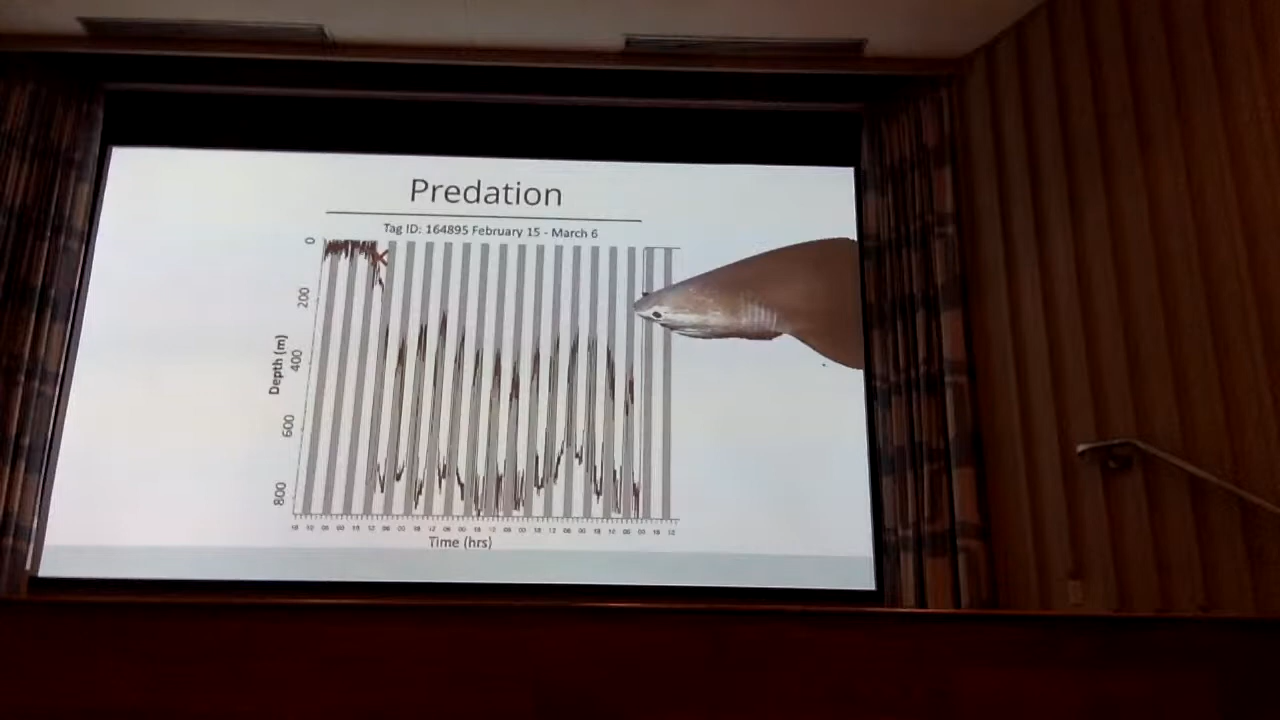 Predation
Tag ID: 164895 February 15 - March 6
0
200
400
600
800
Depth (m)
Time (hrs)